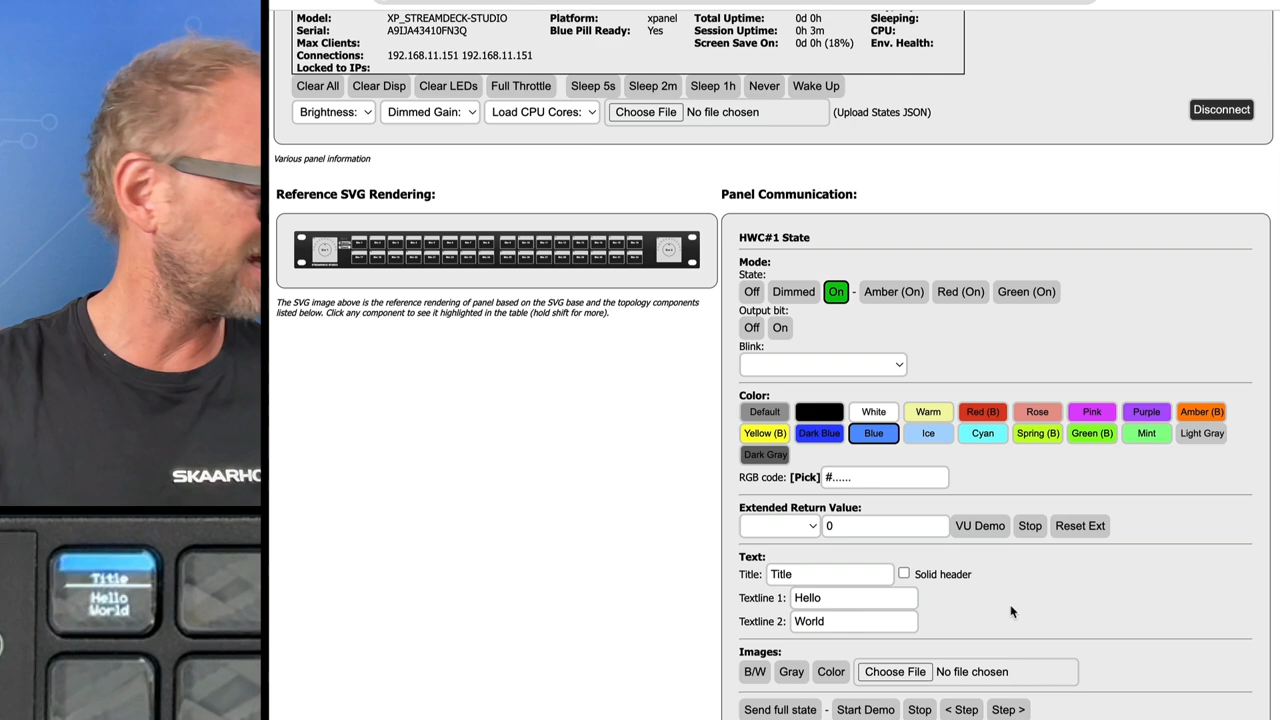 Model: XP_STREAMDECK-STUDIO Platform: xpanel Total Uptime: 0d 0h Sleeping:
Serial: A9IJA43410FN3Q Blue Pill Ready: Yes Session Uptime: 0h 3m CPU:
Max Clients: Screen Save On: 0d 0h (18%) Env. Health:
Connections: 192.168.11.151 192.168.11.151
Locked to IPs:
Clear All Clear Disp Clear LEDs Full Throttle Sleep 5s Sleep 2m Sleep 1h Never Wake Up
Brightness: Dimmed Gain: Load CPU Cores: Choose File No file chosen (Upload States JSON)
Disconnect
Various panel information
Reference SVG Rendering:
The SVG image above is the reference rendering of panel based on the SVG base and the topology components
listed below. Click any component to see it highlighted in the table (hold shift for more).
Panel Communication:
HWC#1 State
Mode:
State:
Off Dimmed On - Amber (On) Red (On) Green (On)
Output bit:
Off On
Blink:
Color:
Default White Warm Red (B) Rose Pink Purple Amber (B)
Yellow (B) Dark Blue Blue Ice Cyan Spring (B) Green (B) Mint Light Gray
Dark Gray
RGB code: [Pick] #......
Extended Return Value:
0 VU Demo Stop Reset Ext
Text:
Title: Title Solid header
Textline 1: Hello
Textline 2: World
Images:
B/W Gray Color Choose File No file chosen
Send full state - Start Demo Stop < Step Step >
SKAARHO
Title
Hello
World